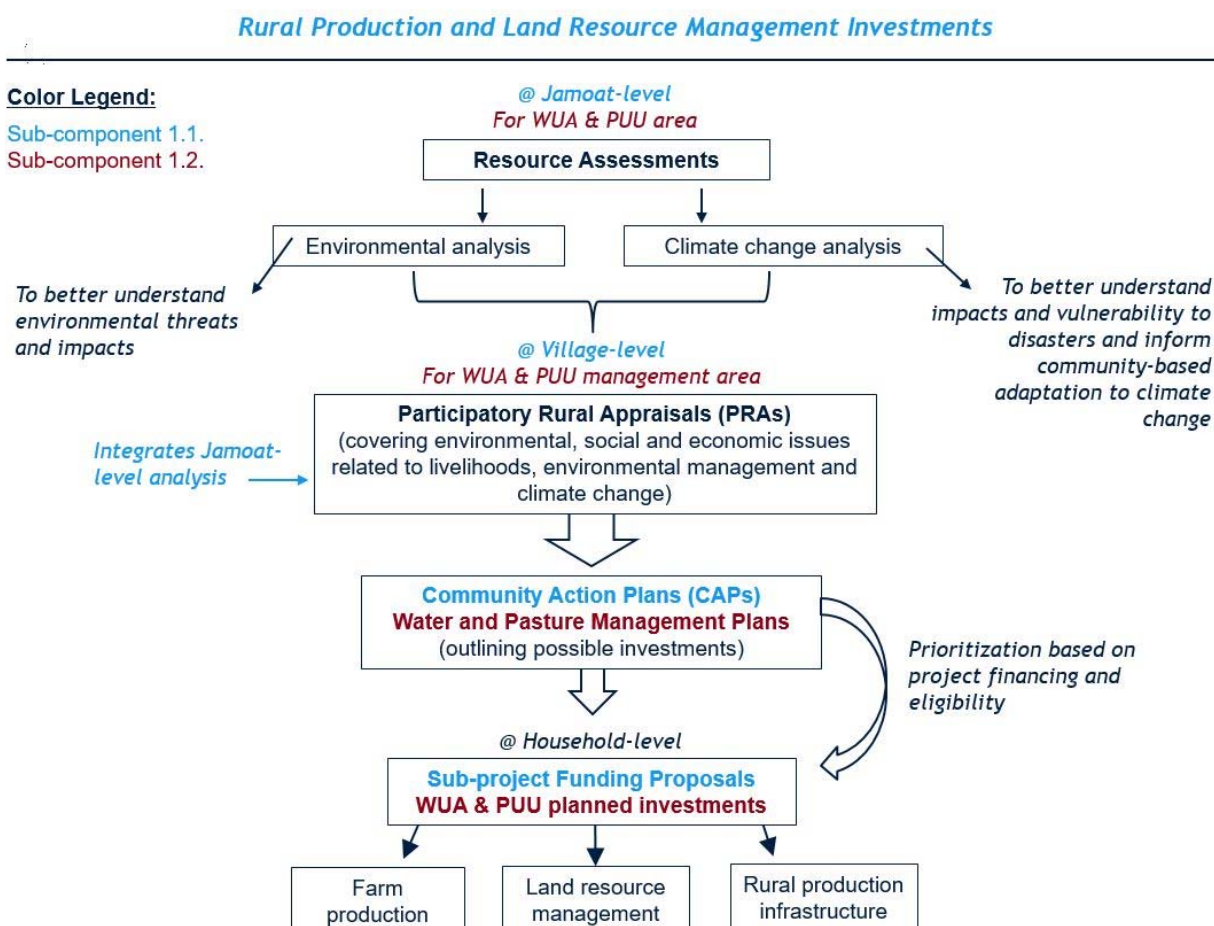 Rural Production and Land Resource Management Investments
Color Legend:
Sub-component 1.1.
Sub-component 1.2.
@ Jamoat-level
For WUA & PUU area
Resource Assessments
Environmental analysis
Climate change analysis
To better understand
environmental threats
and impacts
To better understand
impacts and vulnerability to
disasters and inform
community-based
adaptation to climate
change
@ Village-level
For WUA & PUU management area
Participatory Rural Appraisals (PRAs)
(covering environmental, social and economic issues
related to livelihoods, environmental management and
climate change)
Integrates Jamoat-
level analysis
Community Action Plans (CAPs)
Water and Pasture Management Plans
(outlining possible investments)
Prioritization based on
project financing and
eligibility
@ Household-level
Sub-project Funding Proposals
WUA & PUU planned investments
Farm
production
Land resource
management
Rural production
infrastructure